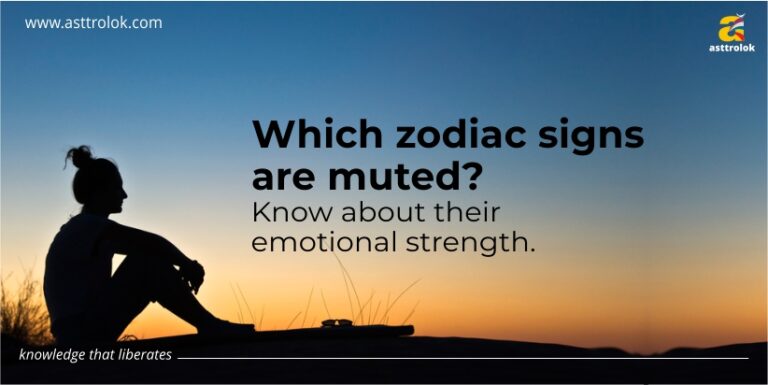 www.asttrolok.com
asttrolok
Which zodiac signs
are muted?
Know about their
emotional strength.
knowledge that liberates